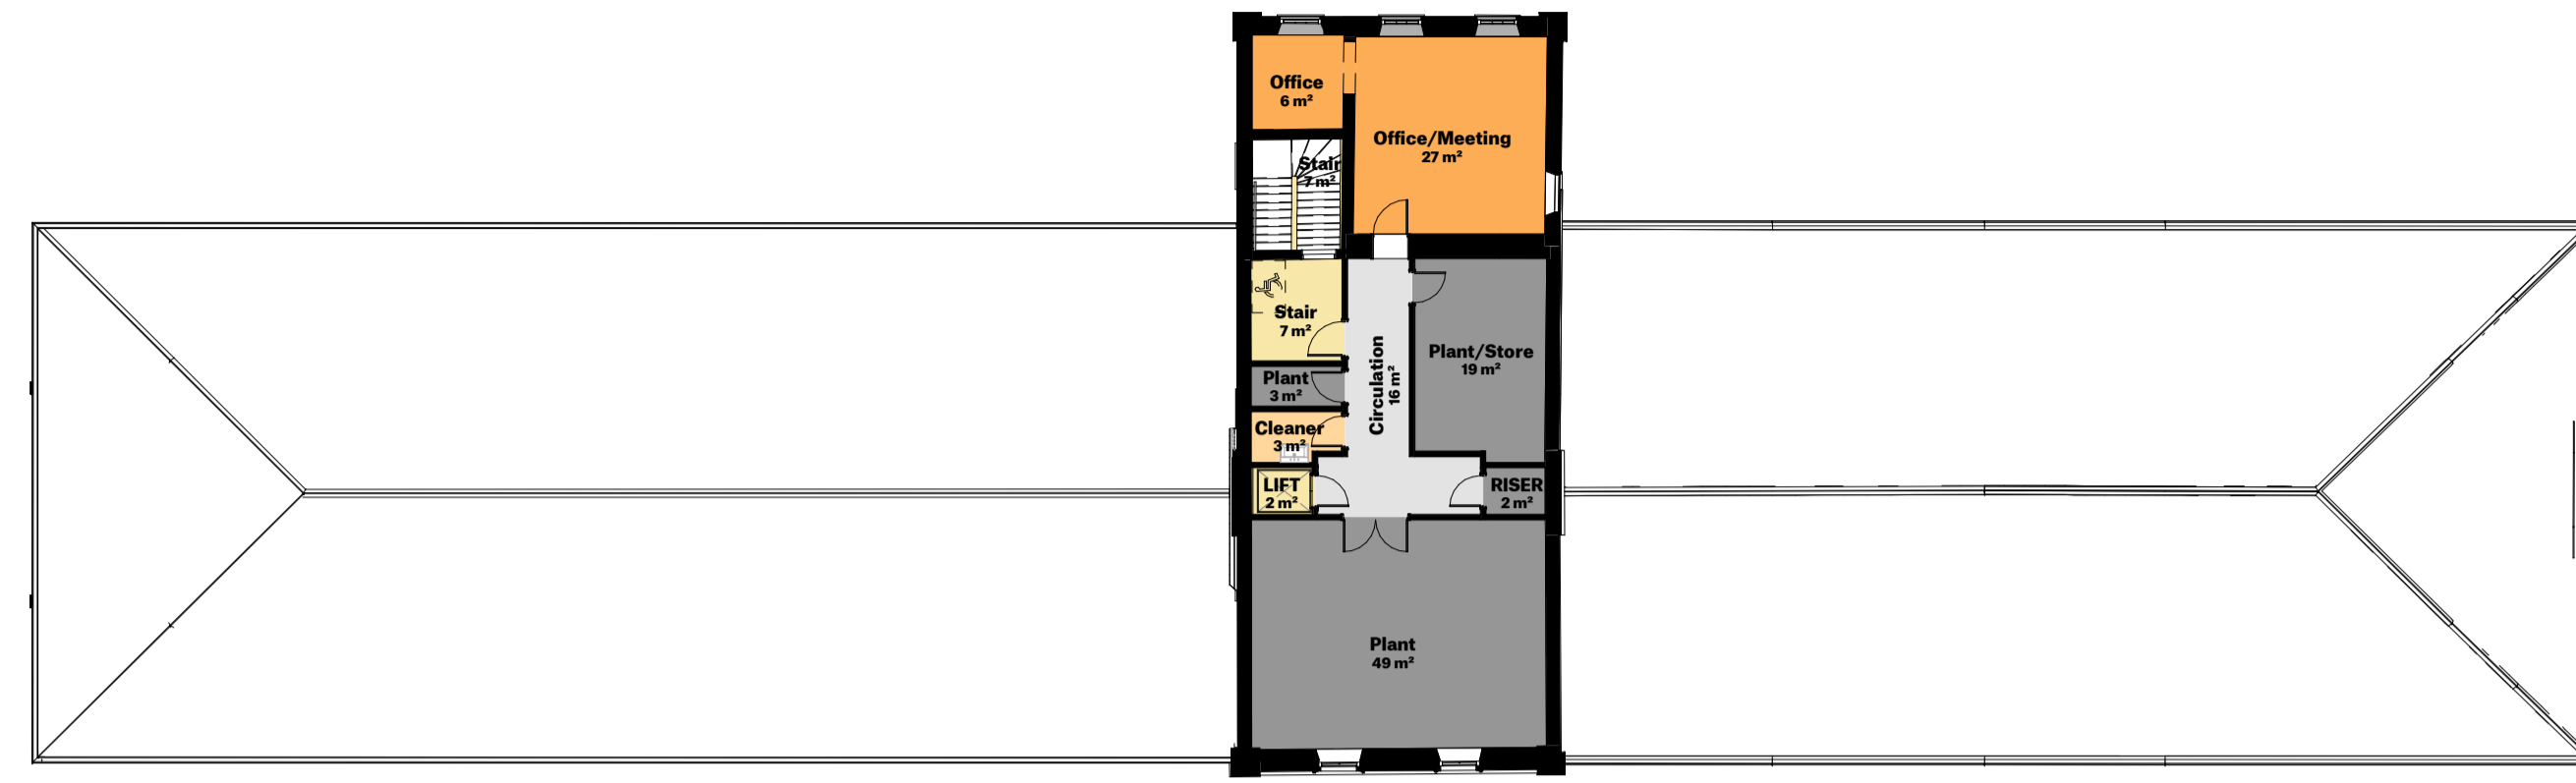 Office
6 m²
Office/Meeting
27 m²
Stair
7 m²
Stair
7 m²
Plant
3 m²
Cleaner
3 m²
Circulation
16 m²
Plant/Store
19 m²
LIFT
2 m²
RISER
2 m²
Plant
49 m²